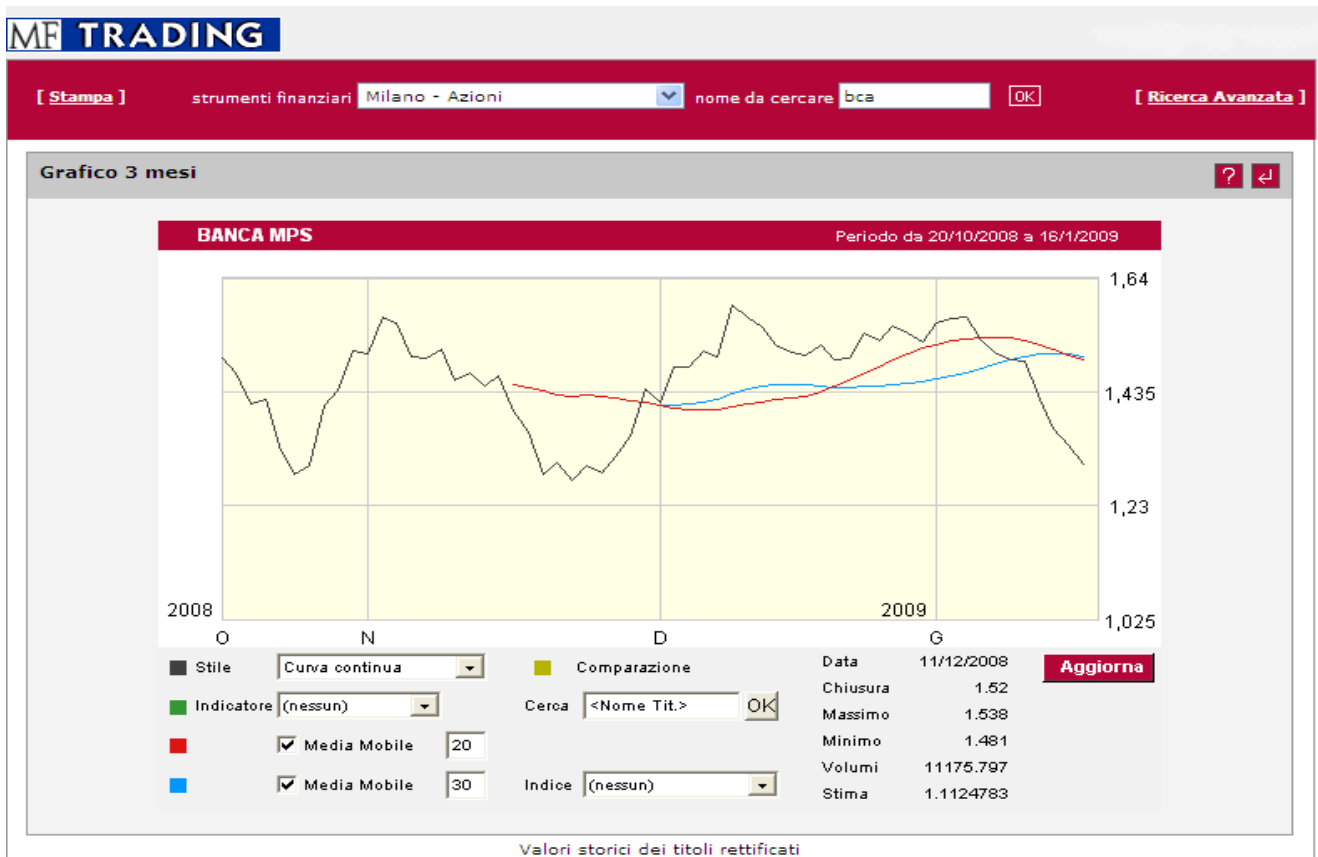 MF TRADING
[ Stampa ] strumenti finanziari Milano - Azioni nome da cercare bca OK [ Ricerca Avanzata ]
Grafico 3 mesi ?
BANCA MPS Periodo da 20/10/2008 a 16/1/2009
1,64
1,435
1,23
2008 2009
1,025
O N D G
Stile Curva continua Comparazione Data 11/12/2008 Aggiorna
Chiusura 1.52
Indicatore (nessun) Cerca <Nome Tit.> OK
Massimo 1.538
Media Mobile 20 Minimo 1.481
Volumi 11175.797
Media Mobile 30 Indice (nessun)
Stima 1.1124783
Valori storici dei titoli rettificati